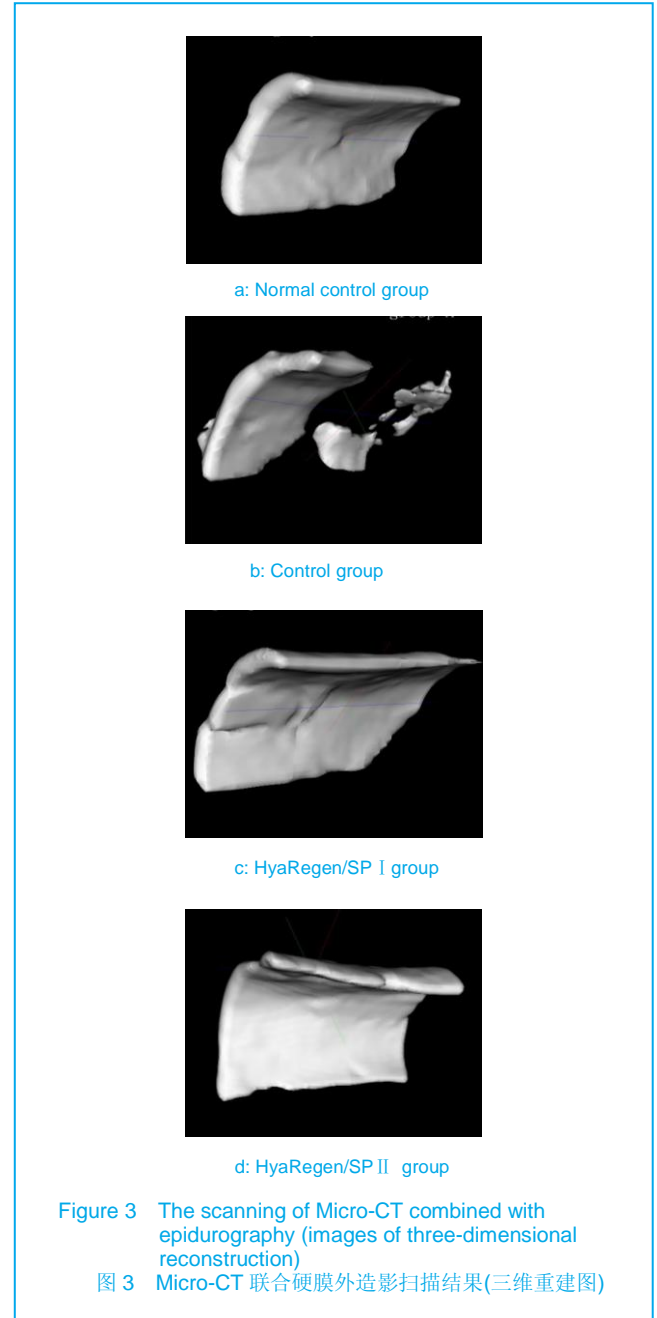 a: Normal control group
b: Control group
c: HyaRegen/SP Ⅰ group
d: HyaRegen/SP Ⅱ group
Figure 3 The scanning of Micro-CT combined with
epidurography (images of three-dimensional
reconstruction)
图 3 Micro-CT 联合硬膜外造影扫描结果(三维重建图)